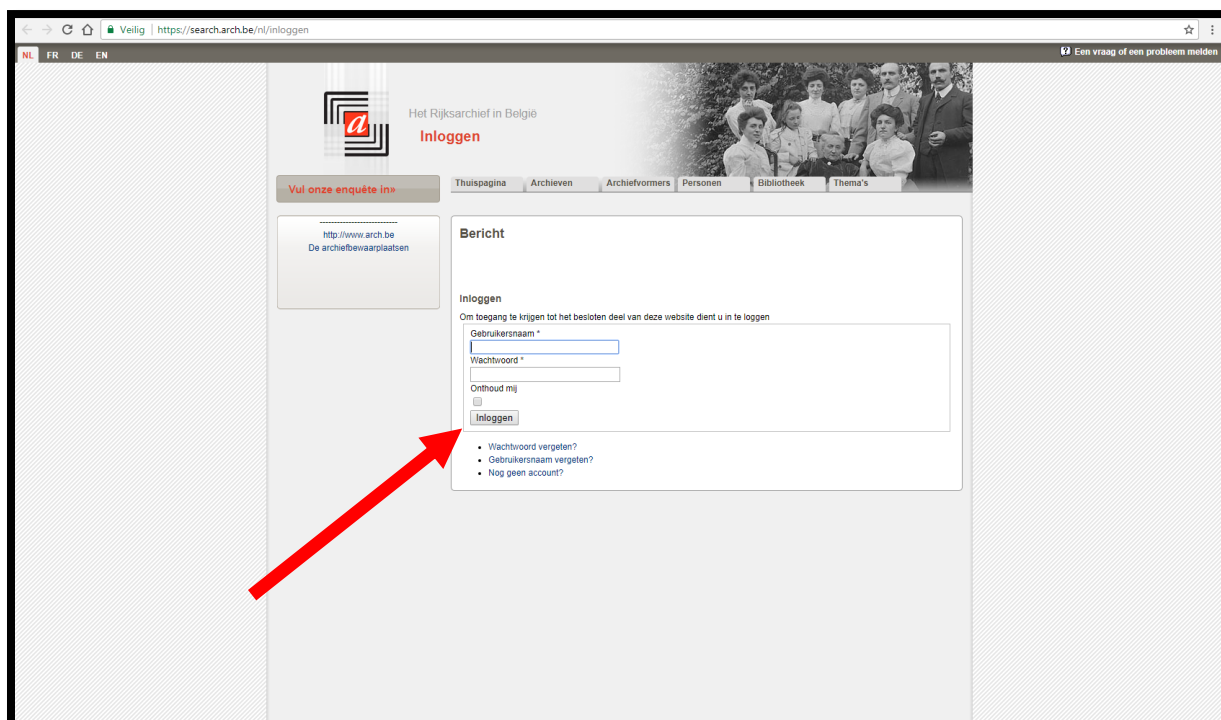 Veilig | https://search.arch.be/nl/inloggen
NL FR DE EN
Een vraag of een probleem melden
a
Het Rijksarchief in België
Inloggen
Vul onze enquête in»
Thuispagina Archieven Archiefvormers Personen Bibliotheek Thema's
--------------------------
http://www.arch.be
De archiefbewaarplaatsen
Bericht
Inloggen
Om toegang te krijgen tot het besloten deel van deze website dient u in te loggen
Gebruikersnaam *
Wachtwoord *
Onthoud mij
Inloggen
• Wachtwoord vergeten?
• Gebruikersnaam vergeten?
• Nog geen account?